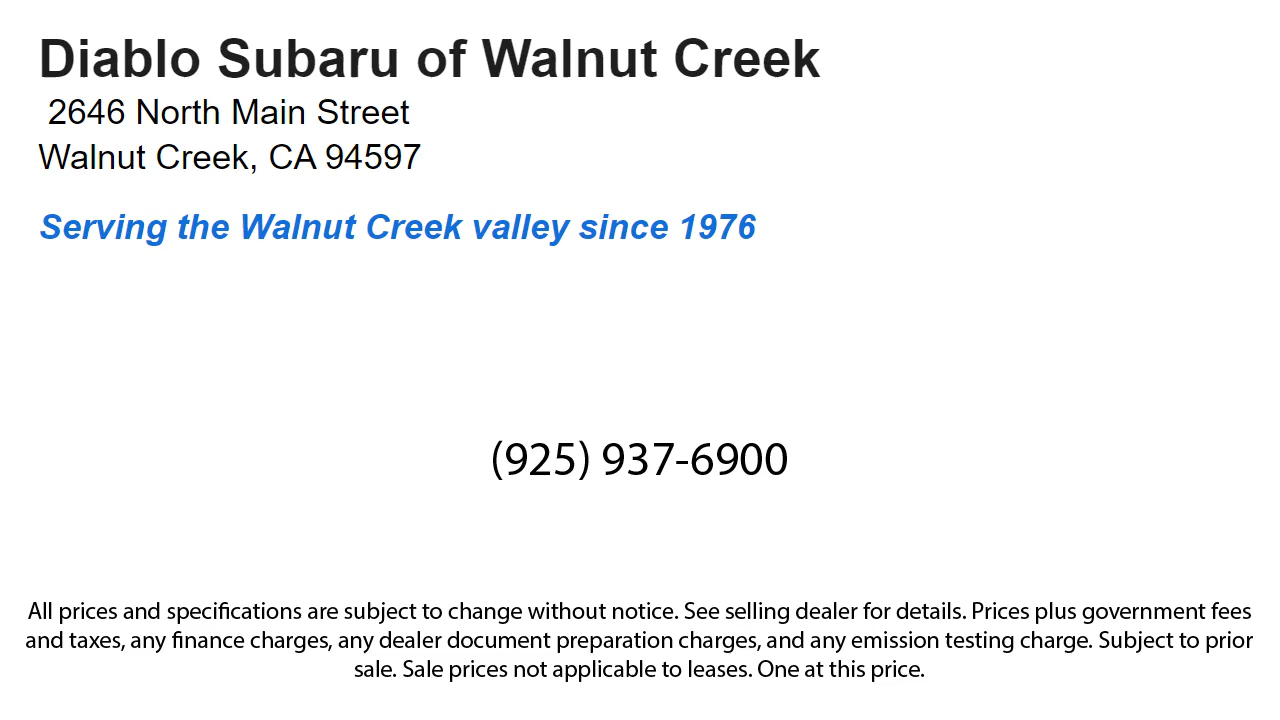 Diablo Subaru of Walnut Creek
2646 North Main Street
Walnut Creek, CA 94597
Serving the Walnut Creek valley since 1976
(925) 937-6900
All prices and specifications are subject to change without notice. See selling dealer for details. Prices plus government fees
and taxes, any finance charges, any dealer document preparation charges, and any emission testing charge. Subject to prior
sale. Sale prices not applicable to leases. One at this price.